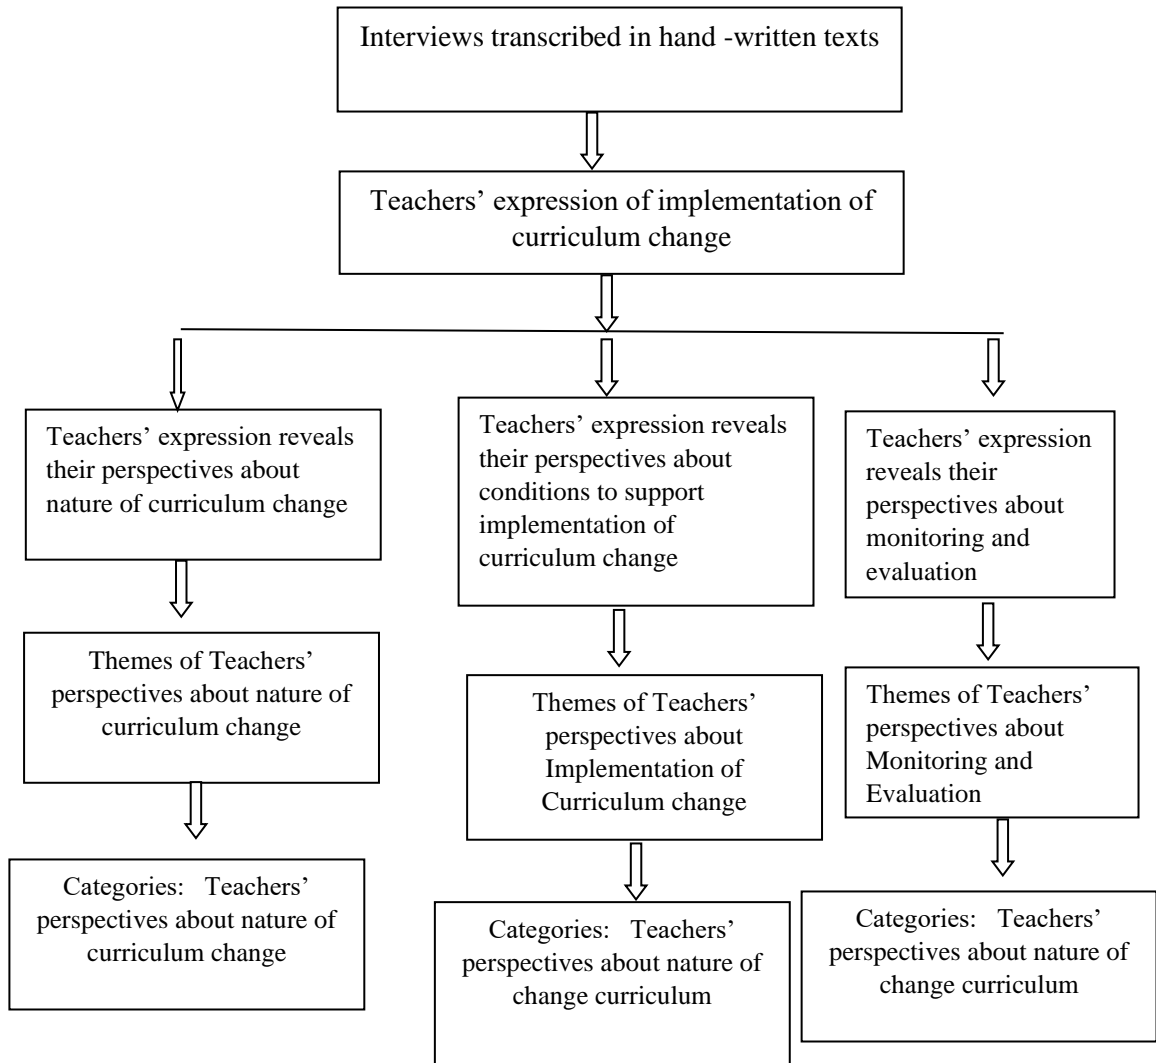 Interviews transcribed in hand -written texts
Teachers’ expression of implementation of
curriculum change
Teachers’ expression reveals
their perspectives about
nature of curriculum change
Teachers’ expression reveals
their perspectives about
conditions to support
implementation of
curriculum change
Teachers’ expression
reveals their
perspectives about
monitoring and
evaluation
Themes of Teachers’
perspectives about nature of
curriculum change
Themes of Teachers’
perspectives about
Implementation of
Curriculum change
Themes of Teachers’
perspectives about
Monitoring and
Evaluation
Categories: Teachers’
perspectives about nature of
curriculum change
Categories: Teachers’
perspectives about nature of
change curriculum
Categories: Teachers’
perspectives about nature of
change curriculum